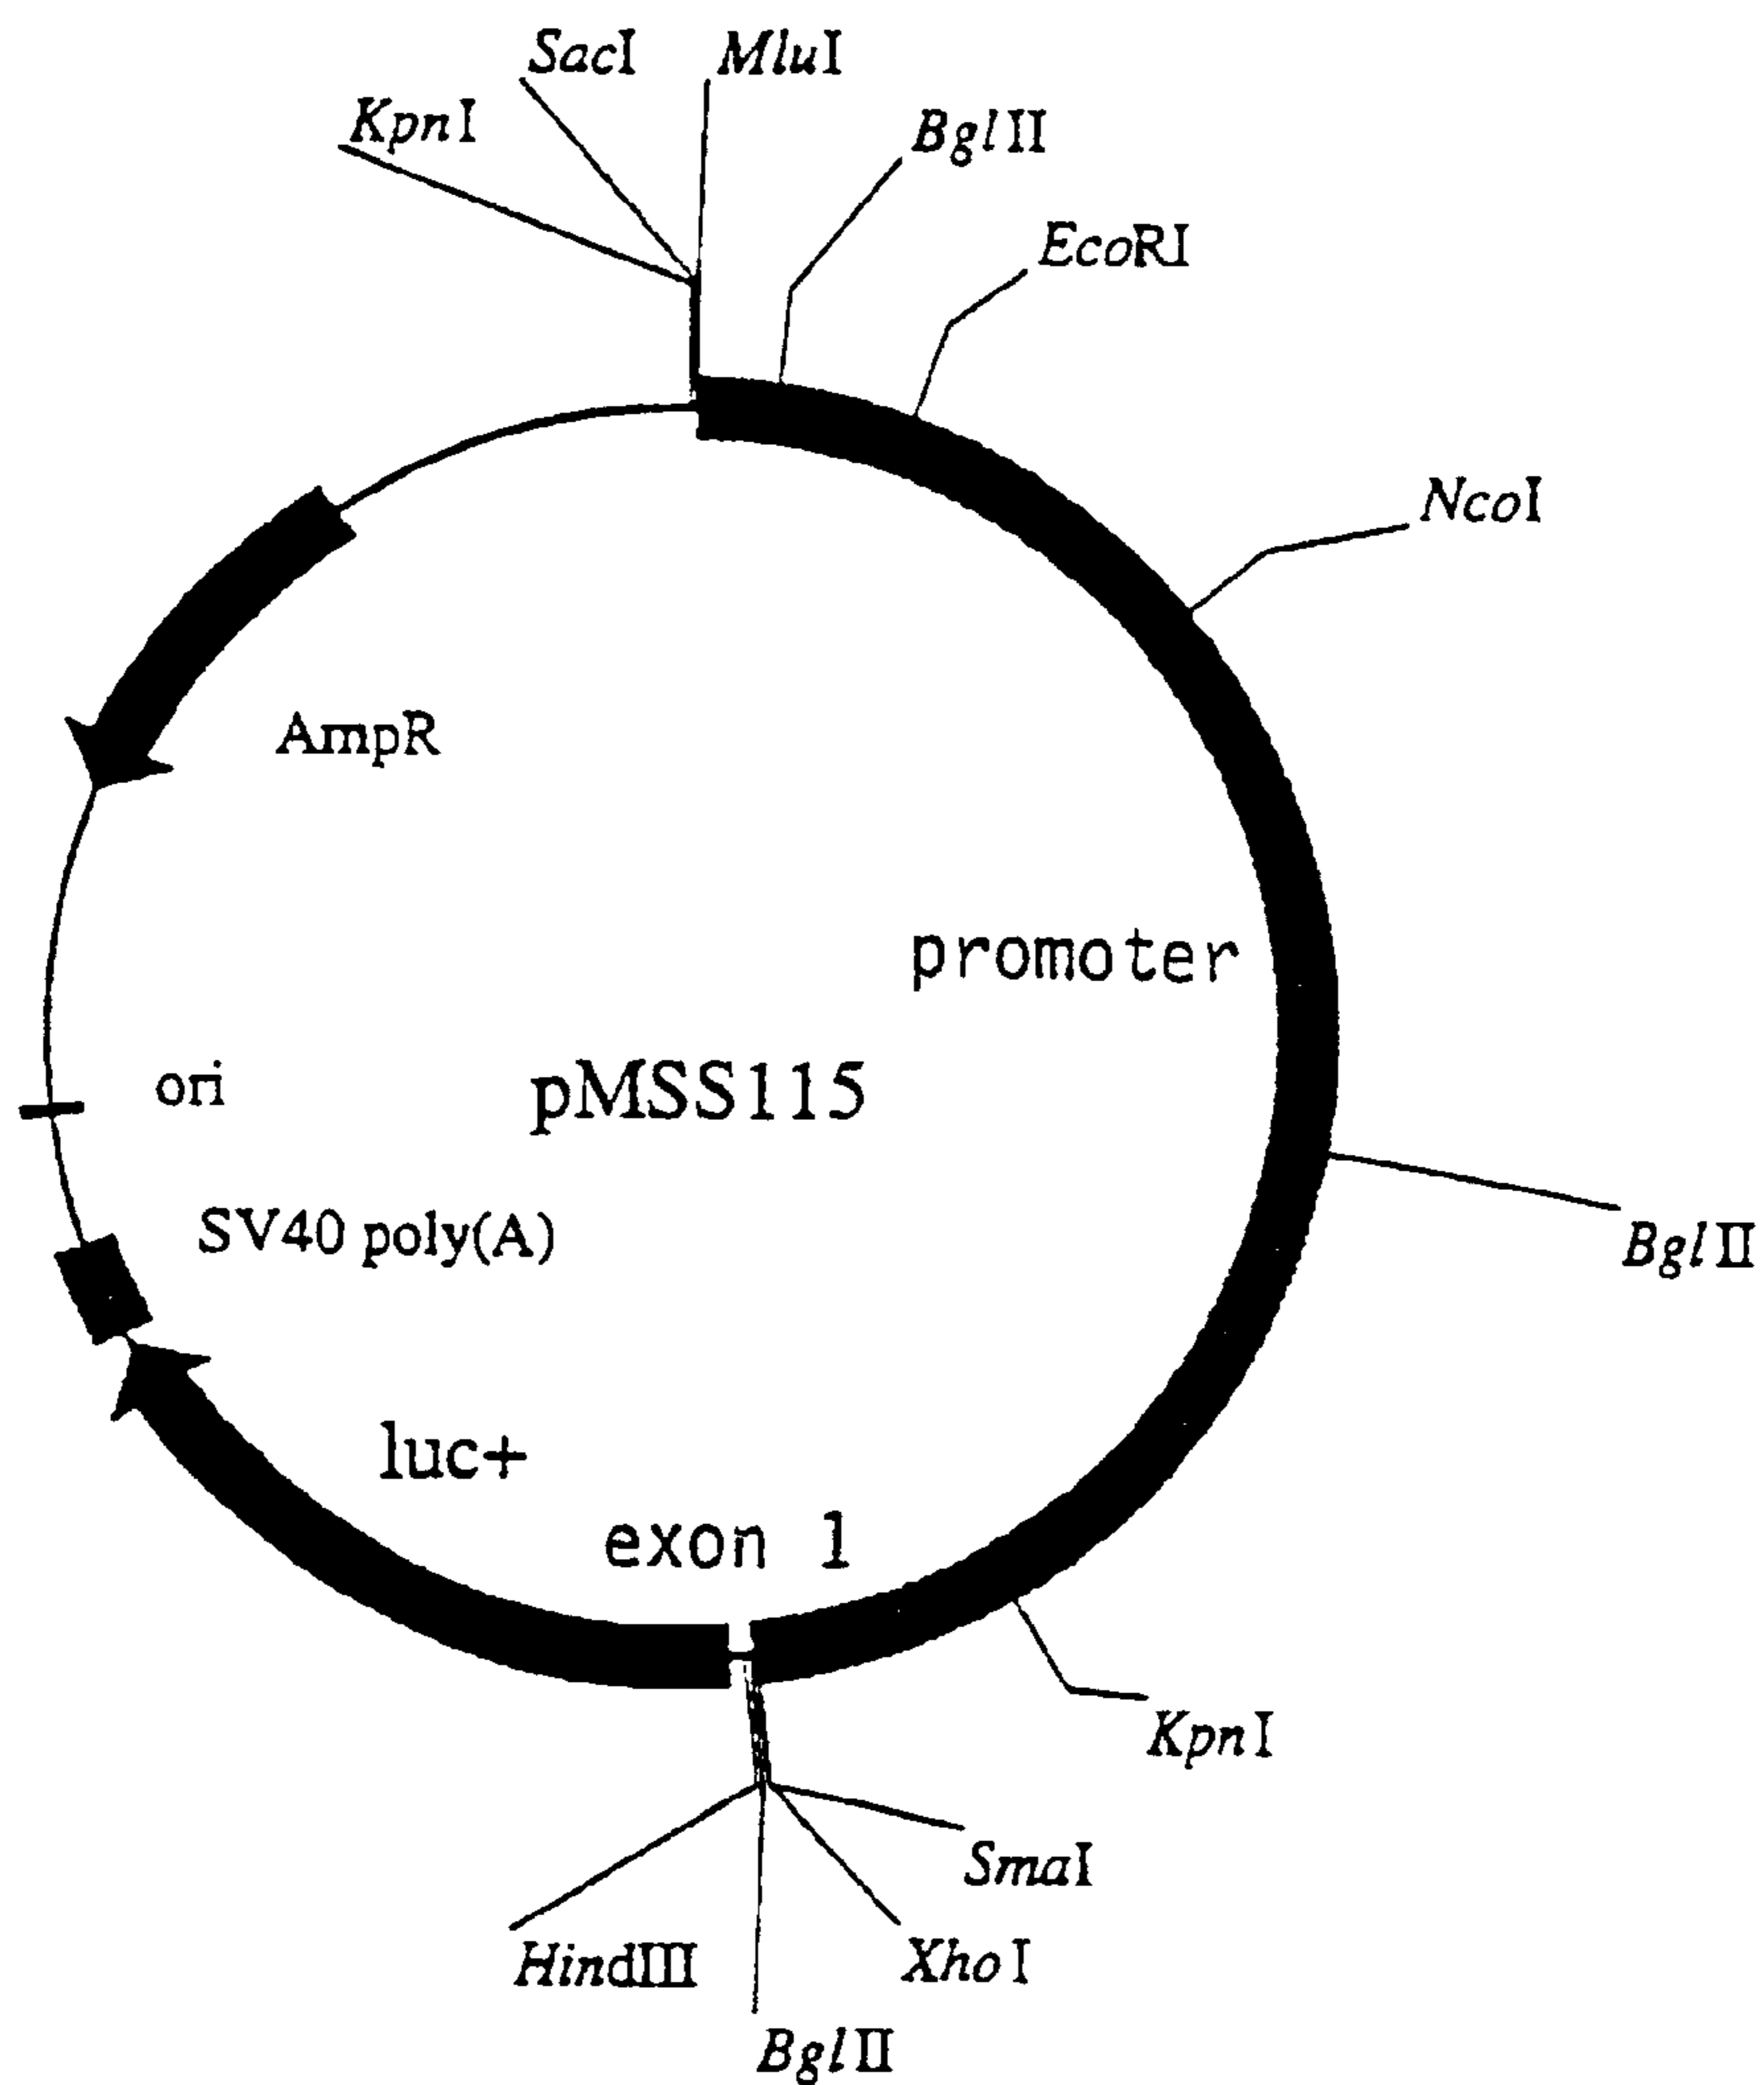 SacI
MluI
KpnI
BglII
EcoRI
NcoI
AmpR
promoter
ori
pMSS115
SV40 poly(A)
BglII
luc+
exon 1
KpnI
SmaI
HindIII
XhoI
BglII